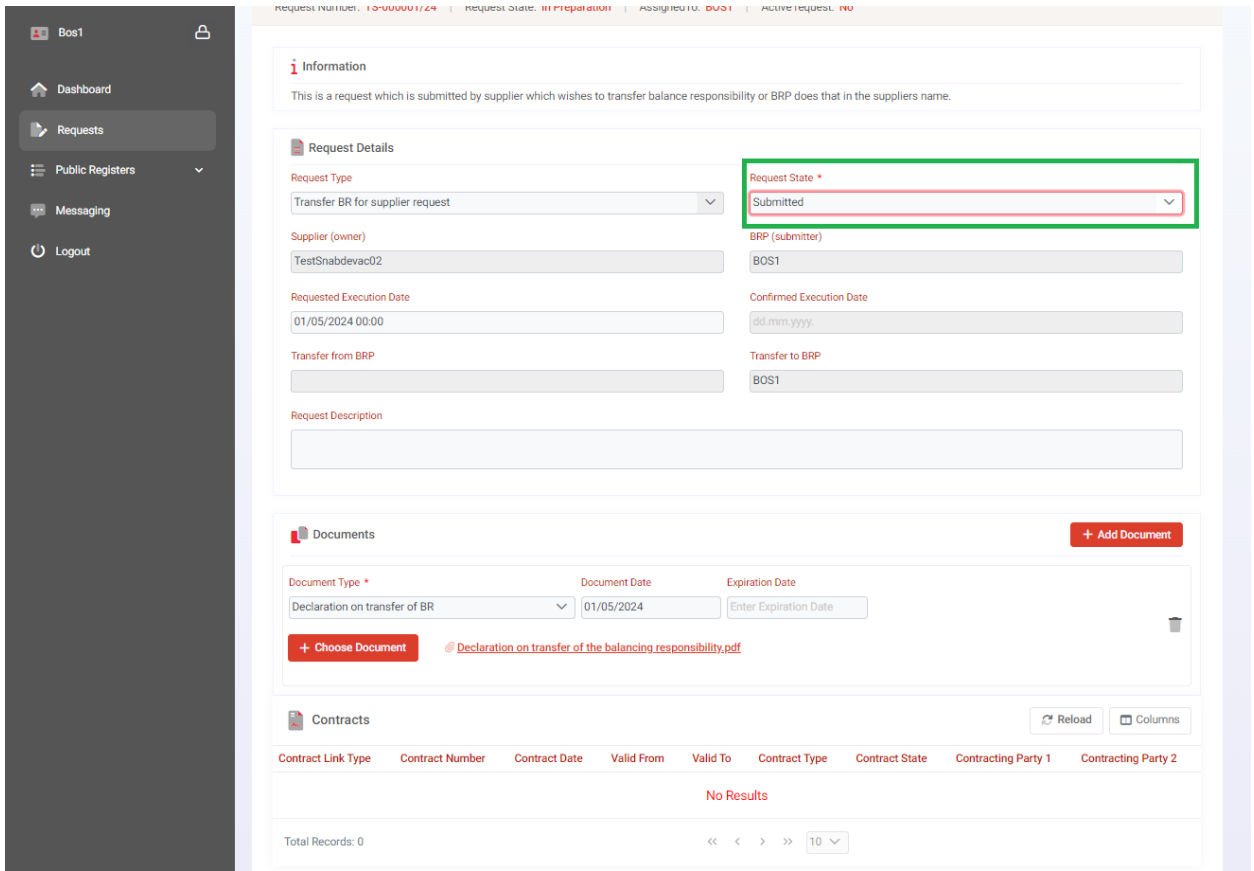 Request Number: TS-000001/24 | Request State: In Preparation | AssignedTo: BOS1 | Active request: No
Bos1
Dashboard
Requests
Public Registers
Messaging
Logout
Information
This is a request which is submitted by supplier which wishes to transfer balance responsibility or BRP does that in the suppliers name.
Request Details
Request Type
Request State *
Transfer BR for supplier request
Submitted
Supplier (owner)
BRP (submitter)
TestSnabdevac02
BOS1
Requested Execution Date
Confirmed Execution Date
01/05/2024 00:00
dd.mm.yyyy.
Transfer from BRP
Transfer to BRP
BOS1
Request Description
Documents
+ Add Document
Document Type *
Document Date
Expiration Date
Declaration on transfer of BR
01/05/2024
Enter Expiration Date
+ Choose Document
Declaration on transfer of the balancing responsibility.pdf
Contracts
Reload
Columns
Contract Link Type
Contract Number
Contract Date
Valid From
Valid To
Contract Type
Contract State
Contracting Party 1
Contracting Party 2
No Results
Total Records: 0
10